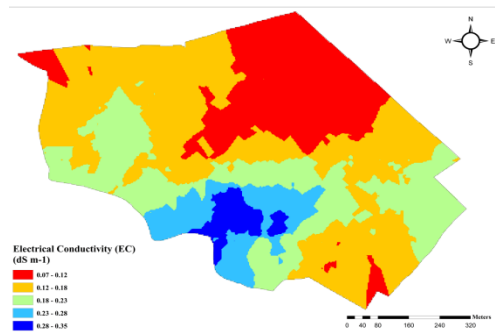 N
W E
S
Electrical Conductivity (EC)
(dS m-1)
0.07 - 0.12
0.12 - 0.18
0.18 - 0.23
0.23 - 0.28
0.28 - 0.35
Meters
0 40 80 160 240 320